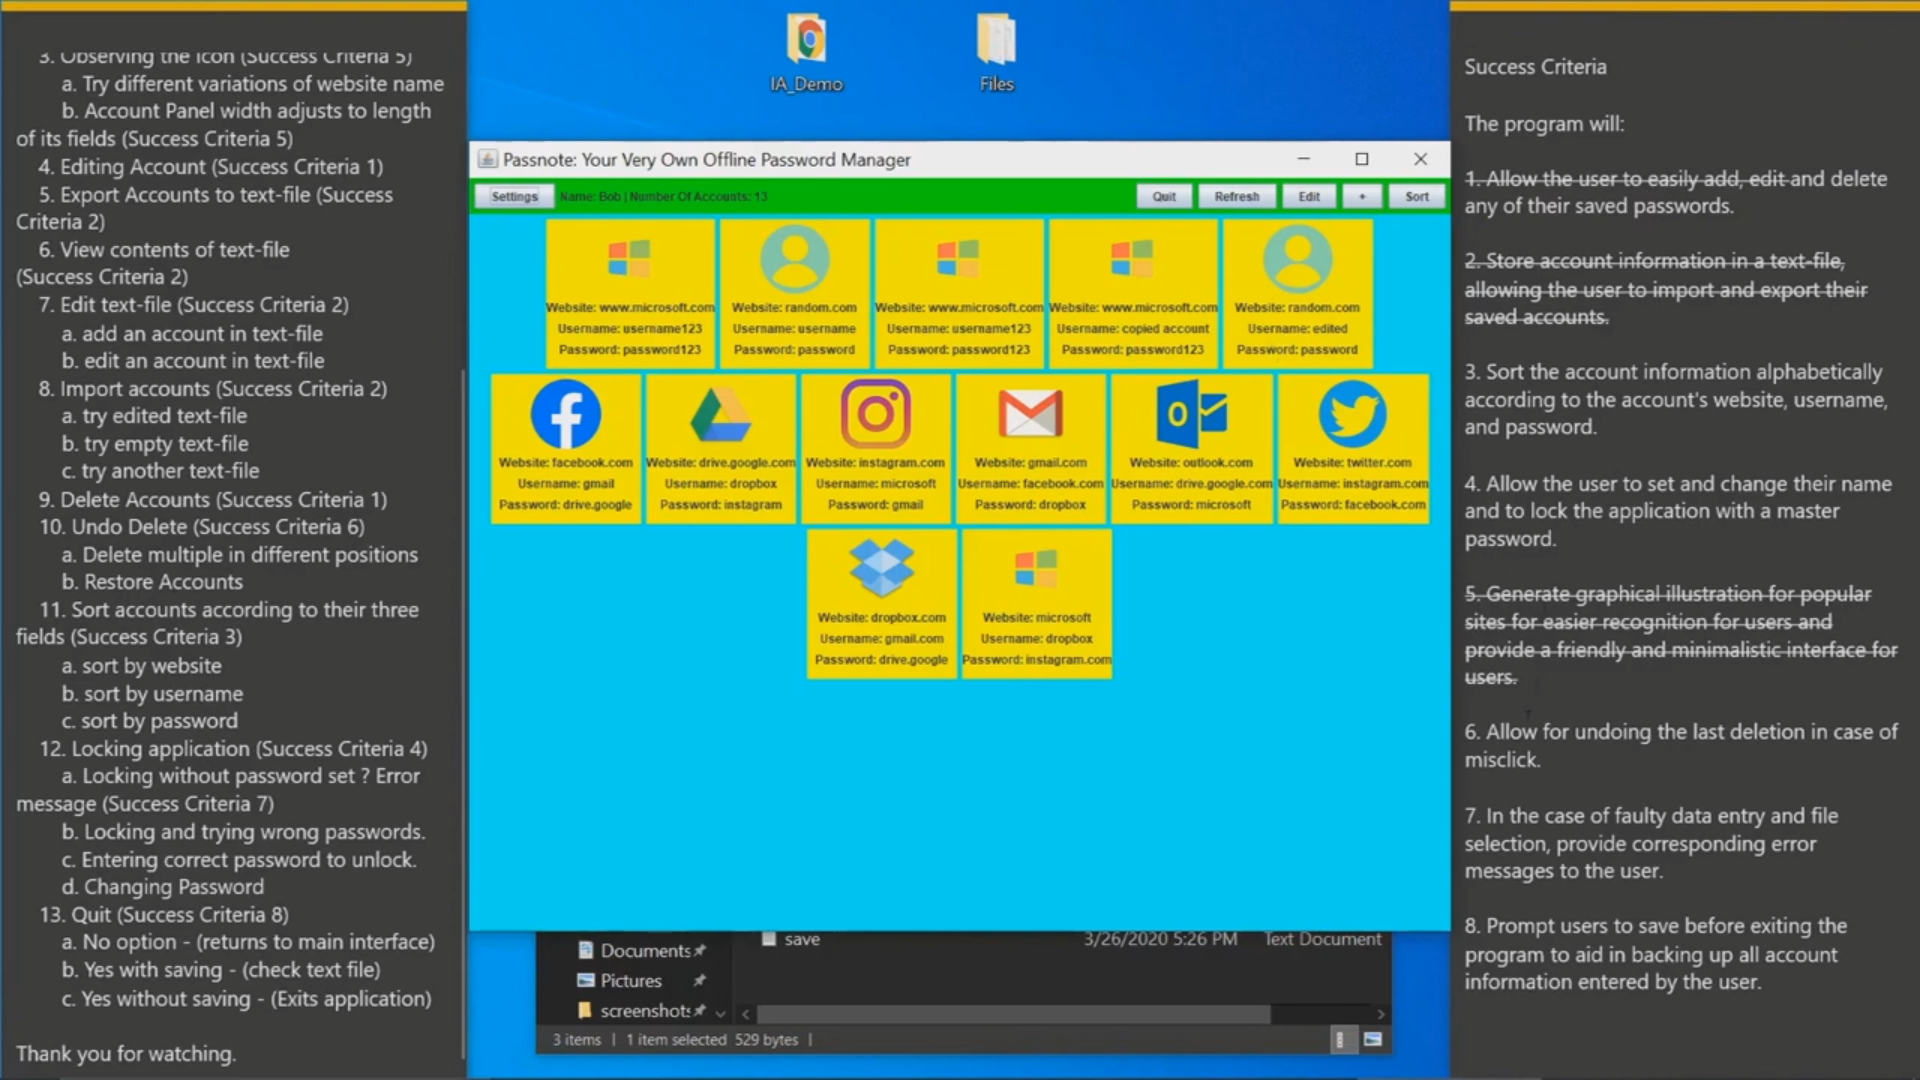 3. Observing the Icon (Success Criteria 5)
a. Try different variations of website name
b. Account Panel width adjusts to length
of its fields (Success Criteria 5)
4. Editing Account (Success Criteria 1)
5. Export Accounts to text-file (Success
Criteria 2)
6. View contents of text-file
(Success Criteria 2)
7. Edit text-file (Success Criteria 2)
a. add an account in text-file
b. edit an account in text-file
8. Import accounts (Success Criteria 2)
a. try edited text-file
b. try empty text-file
c. try another text-file
9. Delete Accounts (Success Criteria 1)
10. Undo Delete (Success Criteria 6)
a. Delete multiple in different positions
b. Restore Accounts
11. Sort accounts according to their three
fields (Success Criteria 3)
a. sort by website
b. sort by username
c. sort by password
12. Locking application (Success Criteria 4)
a. Locking without password set ? Error
message (Success Criteria 7)
b. Locking and trying wrong passwords.
c. Entering correct password to unlock.
d. Changing Password
13. Quit (Success Criteria 8)
a. No option - (returns to main interface)
b. Yes with saving - (check text file)
c. Yes without saving - (Exits application)
Thank you for watching.
IA_Demo
Files
Passnote: Your Very Own Offline Password Manager
Settings Name: Bob | Number Of Accounts: 13 Quit Refresh Edit + Sort
Website: www.microsoft.com
Username: username123
Password: password123
Website: random.com
Username: username
Password: password
Website: www.microsoft.com
Username: username123
Password: password123
Website: www.microsoft.com
Username: copied account
Password: password123
Website: random.com
Username: edited
Password: password
Website: facebook.com
Username: gmail
Password: drive.google
Website: drive.google.com
Username: dropbox
Password: instagram
Website: instagram.com
Username: microsoft
Password: gmail
Website: gmail.com
Username: facebook.com
Password: dropbox
Website: outlook.com
Username: drive.google.com
Password: microsoft
Website: twitter.com
Username: instagram.com
Password: facebook.com
Website: dropbox.com
Username: gmail.com
Password: drive.google
Website: microsoft
Username: dropbox
Password: instagram.com
Documents
Pictures
screenshots
save 3/26/2020 5:26 PM Text Document
3 items | 1 item selected 529 bytes |
Success Criteria
The program will:
1. Allow the user to easily add, edit and delete
any of their saved passwords.
2. Store account information in a text-file,
allowing the user to import and export their
saved accounts.
3. Sort the account information alphabetically
according to the account's website, username,
and password.
4. Allow the user to set and change their name
and to lock the application with a master
password.
5. Generate graphical illustration for popular
sites for easier recognition for users and
provide a friendly and minimalistic interface for
users.
6. Allow for undoing the last deletion in case of
misclick.
7. In the case of faulty data entry and file
selection, provide corresponding error
messages to the user.
8. Prompt users to save before exiting the
program to aid in backing up all account
information entered by the user.